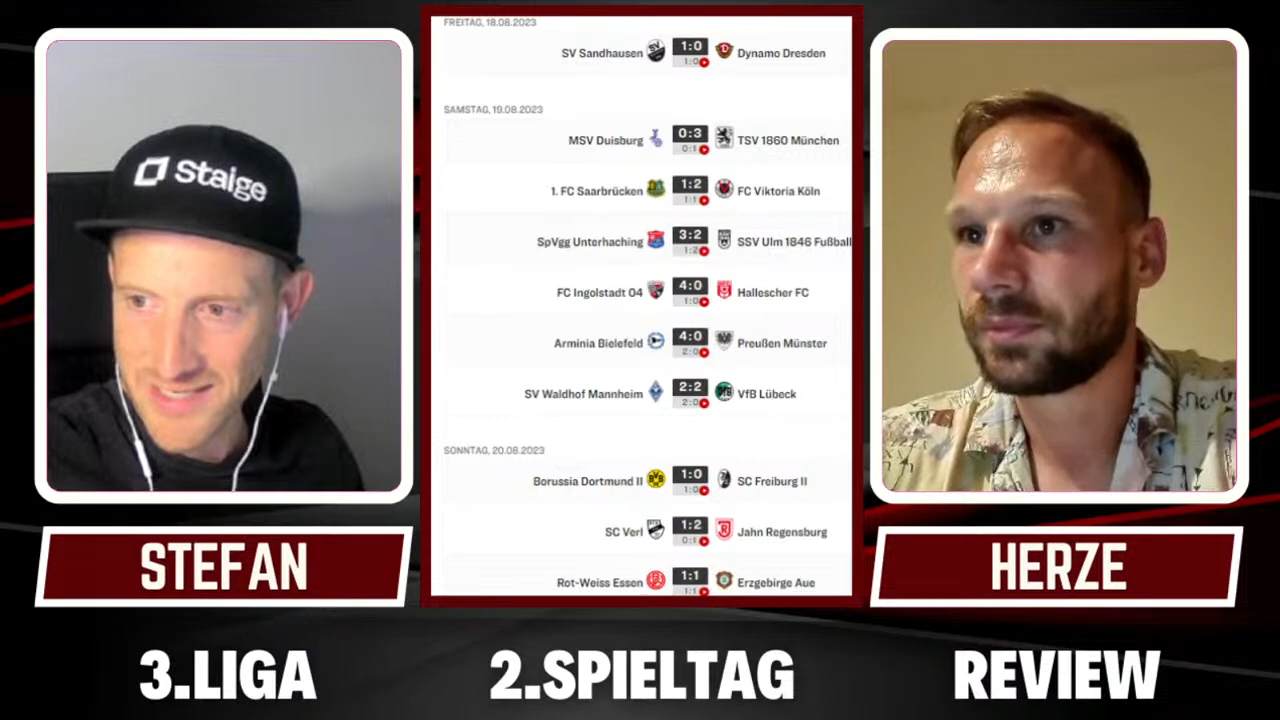 Staige
FREITAG, 18.08.2023
SV Sandhausen 1:0 Dynamo Dresden
1:0
SAMSTAG, 19.08.2023
MSV Duisburg 0:3 TSV 1860 München
0:1
1. FC Saarbrücken 1:2 FC Viktoria Köln
1:1
SpVgg Unterhaching 3:2 SSV Ulm 1846 Fußball
1:2
FC Ingolstadt 04 4:0 Hallescher FC
1:0
Arminia Bielefeld 4:0 Preußen Münster
2:0
SV Waldhof Mannheim 2:2 VfB Lübeck
2:0
SONNTAG, 20.08.2023
Borussia Dortmund II 1:0 SC Freiburg II
1:0
SC Verl 1:2 Jahn Regensburg
0:1
Rot-Weiss Essen 1:1 Erzgebirge Aue
1:1
STEFAN
HERZE
3.LIGA
2.SPIELTAG
REVIEW